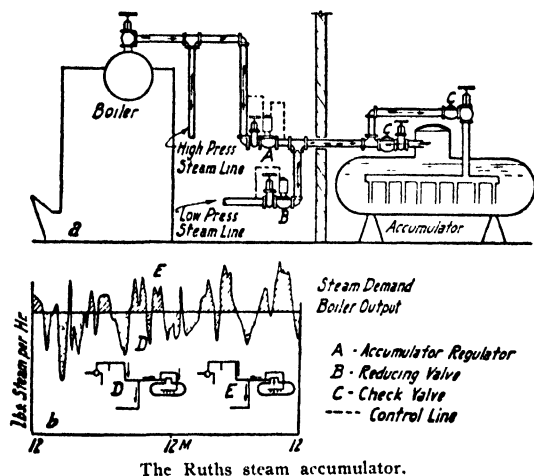 Boiler
High Press
Steam Line
A
C
C
Low Press
Steam Line
B
Accumulator
a
E
D
D
E
b
Lbs. Steam per Hr
12
12 M
12
Steam Demand
Boiler Output
A - Accumulator Regulator
B - Reducing Valve
C - Check Valve
---- Control Line
The Ruths steam accumulator.